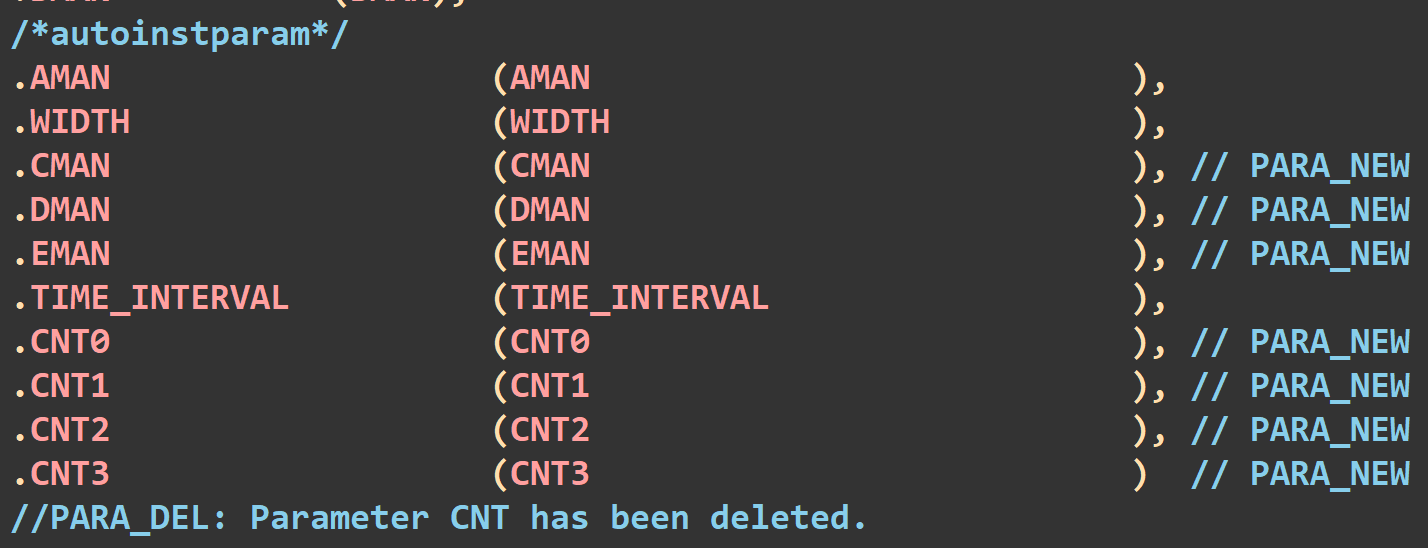 /*autoinstparam*/
.AMAN                   (AMAN                           ),
.WIDTH                  (WIDTH                          ),
.CMAN                   (CMAN                           ), // PARA_NEW
.DMAN                   (DMAN                           ), // PARA_NEW
.EMAN                   (EMAN                           ), // PARA_NEW
.TIME_INTERVAL          (TIME_INTERVAL                  ),
.CNT0                   (CNT0                           ), // PARA_NEW
.CNT1                   (CNT1                           ), // PARA_NEW
.CNT2                   (CNT2                           ), // PARA_NEW
.CNT3                   (CNT3                           )  // PARA_NEW
//PARA_DEL: Parameter CNT has been deleted.